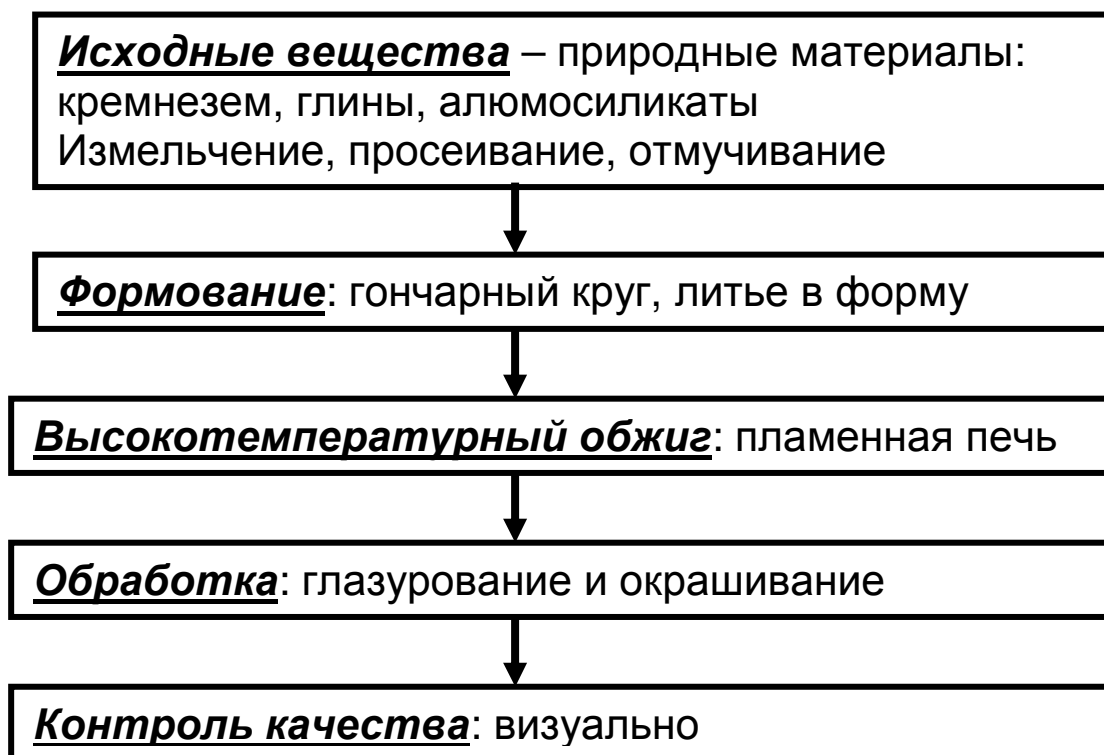 Исходные вещества – природные материалы:
кремнезем, глины, алюмосиликаты
Измельчение, просеивание, отмучивание
Формование: гончарный круг, литье в форму
Высокотемпературный обжиг: пламенная печь
Обработка: глазурование и окрашивание
Контроль качества: визуально